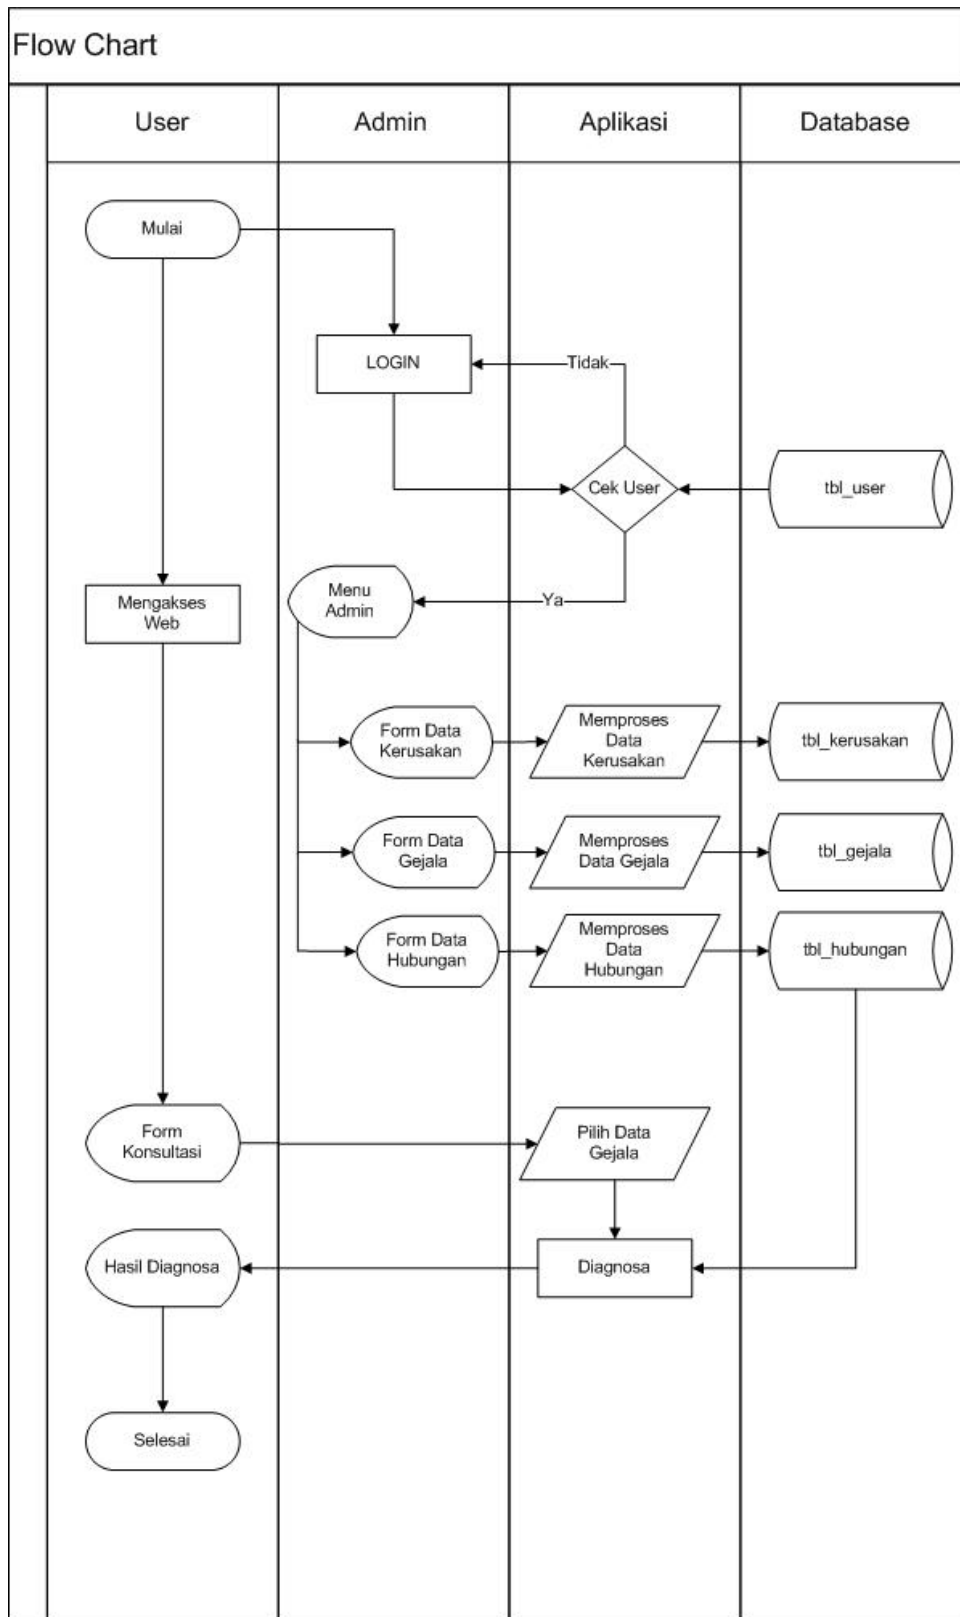 Flow Chart
User
Admin
Aplikasi
Database
Mulai
LOGIN
Tidak
Cek User
tbl_user
Mengakses
Web
Menu
Admin
Ya
Form Data
Kerusakan
Memproses
Data
Kerusakan
tbl_kerusakan
Form Data
Gejala
Memproses
Data Gejala
tbl_gejala
Form Data
Hubungan
Memproses
Data
Hubungan
tbl_hubungan
Form
Konsultasi
Pilih Data
Gejala
Hasil Diagnosa
Diagnosa
Selesai